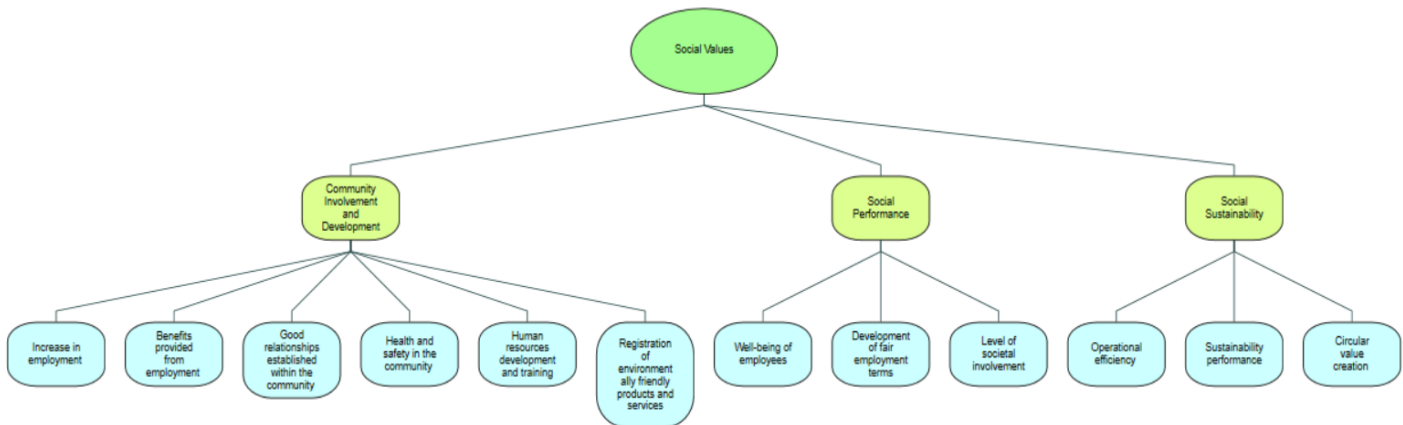 Social Values
Community
Involvement
and
Development
Social
Performance
Social
Sustainability
Increase in
employment
Benefits
provided
from
employment
Good
relationships
established
within the
community
Health and
safety in the
community
Human
resources
development
and training
Registration
of
environment
ally friendly
products and
services
Well-being of
employees
Development
of fair
employment
terms
Level of
societal
involvement
Operational
efficiency
Sustainability
performance
Circular
value
creation